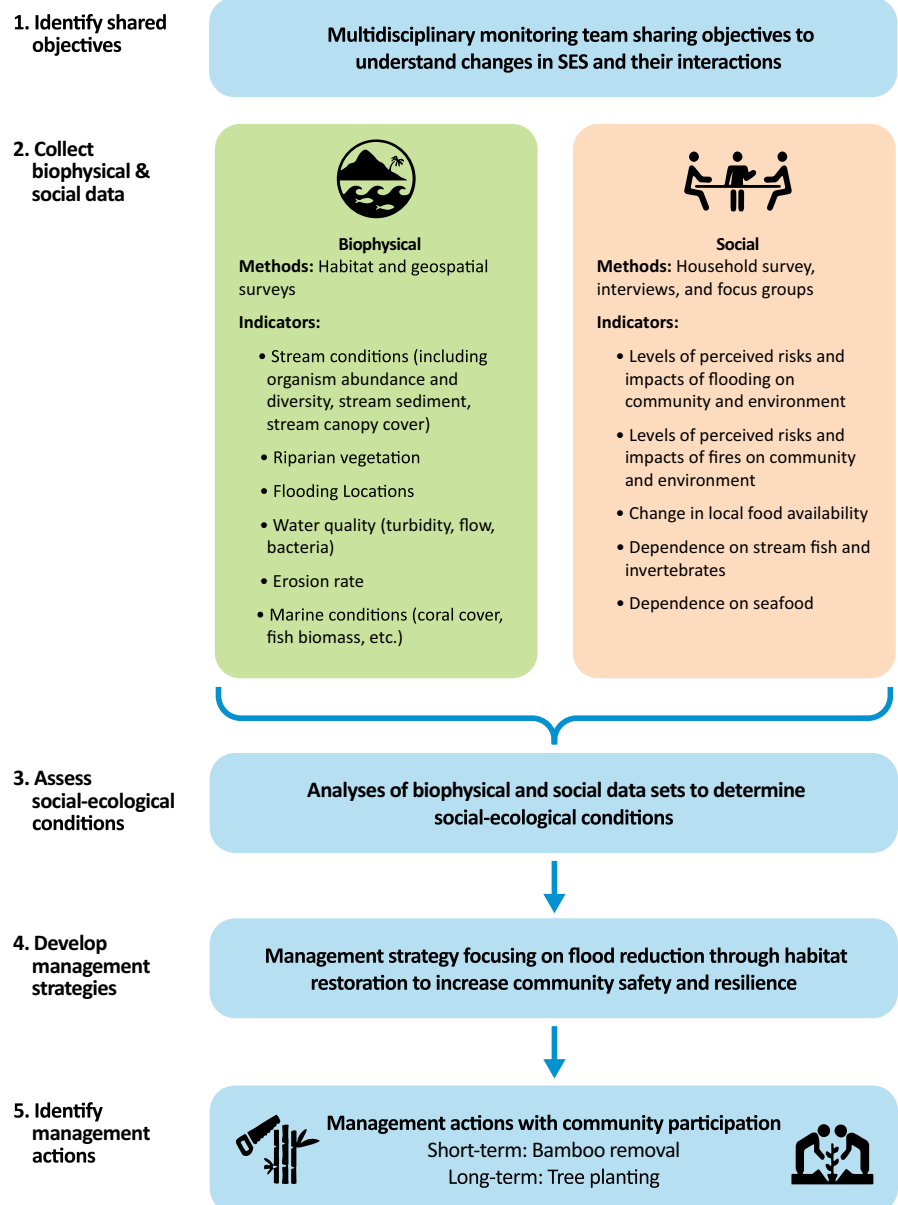 1. Identify shared
objectives
Multidisciplinary monitoring team sharing objectives to
understand changes in SES and their interactions
2. Collect
biophysical &
social data
Biophysical
Methods: Habitat and geospatial
surveys
Indicators:
• Stream conditions (including
organism abundance and
diversity, stream sediment,
stream canopy cover)
• Riparian vegetation
• Flooding Locations
• Water quality (turbidity, flow,
bacteria)
• Erosion rate
• Marine conditions (coral cover,
fish biomass, etc.)
Social
Methods: Household survey,
interviews, and focus groups
Indicators:
• Levels of perceived risks and
impacts of flooding on
community and environment
• Levels of perceived risks and
impacts of fires on community
and environment
• Change in local food availability
• Dependence on stream fish and
invertebrates
• Dependence on seafood
3. Assess
social-ecological
conditions
Analyses of biophysical and social data sets to determine
social-ecological conditions
4. Develop
management
strategies
Management strategy focusing on flood reduction through habitat
restoration to increase community safety and resilience
5. Identify
management
actions
Management actions with community participation
Short-term: Bamboo removal
Long-term: Tree planting